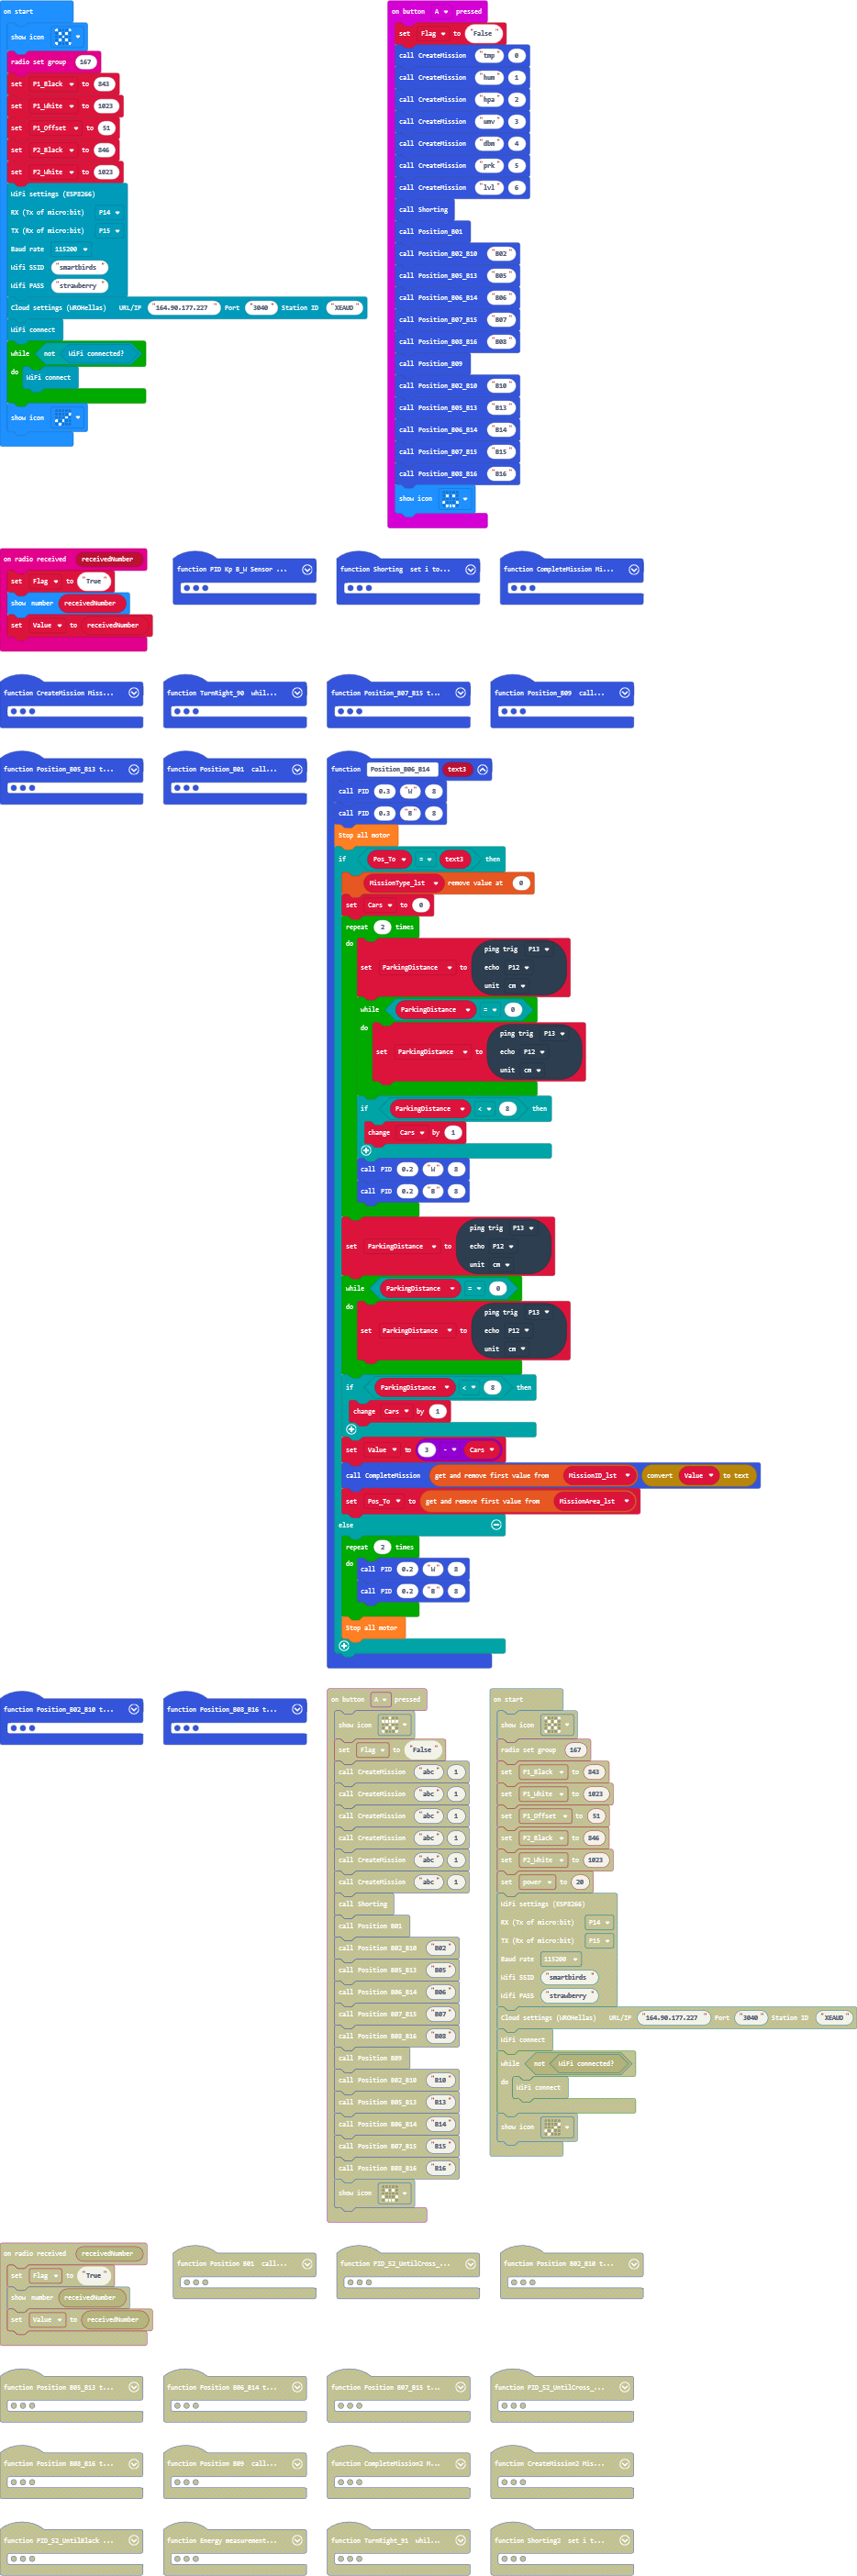 on start
show icon
radio set group 167
set P1_Black to 843
set P1_White to 1023
set P1_Offset to 51
set P2_Black to 846
set P2_White to 1023
WiFi settings (ESP8266)
RX (Tx of micro:bit) P14
TX (Rx of micro:bit) P15
Baud rate 115200
Wifi SSID "smartbirds"
Wifi PASS "strawberry"
Cloud settings (WROHellas) URL/IP "164.90.177.227" Port "3040" Station ID "XEAUD"
WiFi connect
while not WiFi connected?
do WiFi connect
show icon
on button A pressed
set Flag to "False"
call CreateMission "tmp" 0
call CreateMission "hum" 1
call CreateMission "hpa" 2
call CreateMission "umv" 3
call CreateMission "dbm" 4
call CreateMission "prk" 5
call CreateMission "lvl" 6
call Shorting
call Position_B01
call Position_B02_B10 "B02"
call Position_B05_B13 "B05"
call Position_B06_B14 "B06"
call Position_B07_B15 "B07"
call Position_B08_B16 "B08"
call Position_B09
call Position_B02_B10 "B10"
call Position_B05_B13 "B13"
call Position_B06_B14 "B14"
call Position_B07_B15 "B15"
call Position_B08_B16 "B16"
show icon
on radio received receivedNumber
set Flag to "True"
show number receivedNumber
set Value to receivedNumber
function PID Kp B_W Sensor ...
function Shorting set i to...
function CompleteMission Mi...
function CreateMission Miss...
function TurnRight_90 whil...
function Position_B07_B15 t...
function Position_B09 call...
function Position_B05_B13 t...
function Position_B01 call...
function Position_B06_B14 text3
call PID 0.3 "W" 8
call PID 0.3 "B" 8
Stop all motor
if Pos_To = text3 then
MissionType_lst remove value at 0
set Cars to 0
repeat 2 times
do
set ParkingDistance to ping trig P13
echo P12
unit cm
while ParkingDistance = 0
do
set ParkingDistance to ping trig P13
echo P12
unit cm
if ParkingDistance < 8 then
change Cars by 1
call PID 0.2 "W" 8
call PID 0.2 "B" 8
set ParkingDistance to ping trig P13
echo P12
unit cm
while ParkingDistance = 0
do
set ParkingDistance to ping trig P13
echo P12
unit cm
if ParkingDistance < 8 then
change Cars by 1
set Value to 3 - Cars
call CompleteMission get and remove first value from MissionID_lst convert Value to text
set Pos_To to get and remove first value from MissionArea_lst
else
repeat 2 times
do call PID 0.2 "W" 8
call PID 0.2 "B" 8
Stop all motor
function Position_B02_B10 t...
function Position_B08_B16 t...
on button A pressed
show icon
set Flag to "False"
call CreateMission "abc" 1
call CreateMission "abc" 1
call CreateMission "abc" 1
call CreateMission "abc" 1
call CreateMission "abc" 1
call CreateMission "abc" 1
call Shorting
call Position B01
call Position B02_B10 "B02"
call Position B05_B13 "B05"
call Position B06_B14 "B06"
call Position B07_B15 "B07"
call Position B08_B16 "B08"
call Position B09
call Position B02_B10 "B10"
call Position B05_B13 "B13"
call Position B06_B14 "B14"
call Position B07_B15 "B15"
call Position B08_B16 "B16"
show icon
on start
show icon
radio set group 167
set P1_Black to 843
set P1_White to 1023
set P1_Offset to 51
set P2_Black to 846
set P2_White to 1023
set power to 20
WiFi settings (ESP8266)
RX (Tx of micro:bit) P14
TX (Rx of micro:bit) P15
Baud rate 115200
Wifi SSID "smartbirds"
Wifi PASS "strawberry"
Cloud settings (WROHellas) URL/IP "164.90.177.227" Port "3040" Station ID "XEAUD"
WiFi connect
while not WiFi connected?
do WiFi connect
show icon
on radio received receivedNumber
set Flag to "True"
show number receivedNumber
set Value to receivedNumber
function Position B01 call...
function PID_S2_UntilCross_...
function Position B02_B10 t...
function Position B05_B13 t...
function Position B06_B14 t...
function Position B07_B15 t...
function PID_S2_UntilCross_...
function Position B08_B16 t...
function Position B09 call...
function CompleteMission2 M...
function CreateMission2 Mis...
function PID_S2_UntilBlack ...
function Energy measurement...
function TurnRight_91 whil...
function Shorting2 set i t...